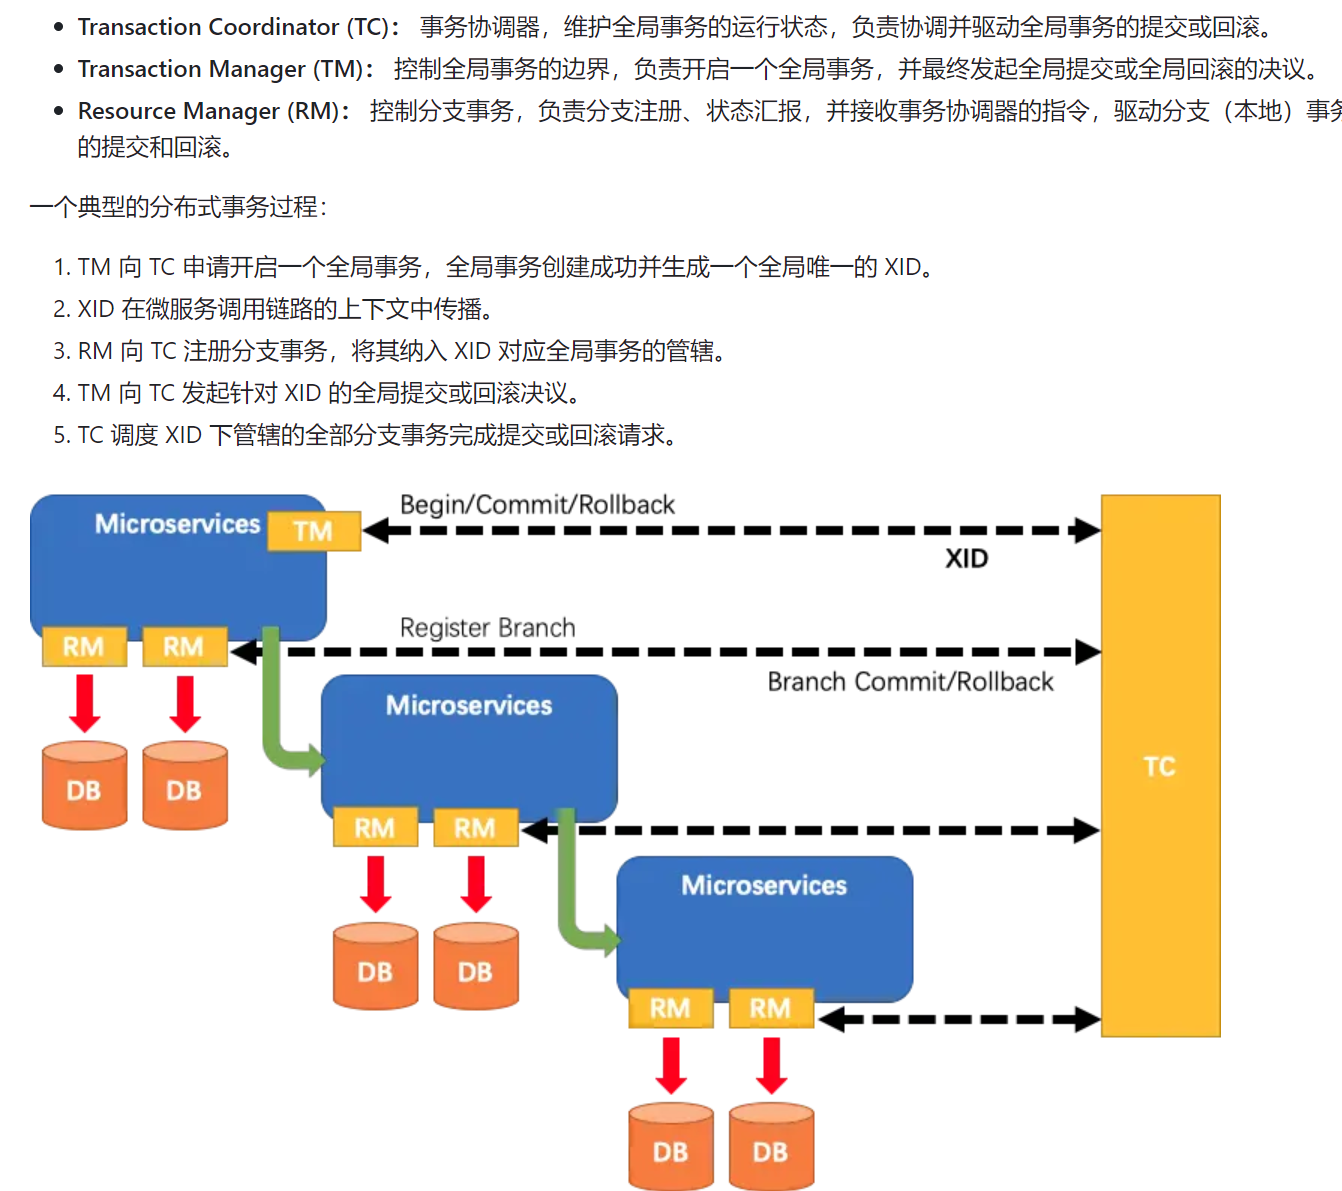 Transaction Coordinator (TC)： 事务协调器，维护全局事务的运行状态，负责协调并驱动全局事务的提交或回滚。
Transaction Manager (TM)： 控制全局事务的边界，负责开启一个全局事务，并最终发起全局提交或全局回滚的决议。
Resource Manager (RM)： 控制分支事务，负责分支注册、状态汇报，并接收事务协调器的指令，驱动分支（本地）事务
的提交和回滚。
一个典型的分布式事务过程：
1. TM 向 TC 申请开启一个全局事务，全局事务创建成功并生成一个全局唯一的 XID。
2. XID 在微服务调用链路的上下文中传播。
3. RM 向 TC 注册分支事务，将其纳入 XID 对应全局事务的管辖。
4. TM 向 TC 发起针对 XID 的全局提交或回滚决议。
5. TC 调度 XID 下管辖的全部分支事务完成提交或回滚请求。
Begin/Commit/Rollback
Microservices
TM
XID
Register Branch
RM
RM
Branch Commit/Rollback
Microservices
TC
DB
DB
RM
RM
Microservices
DB
DB
RM
RM
DB
DB